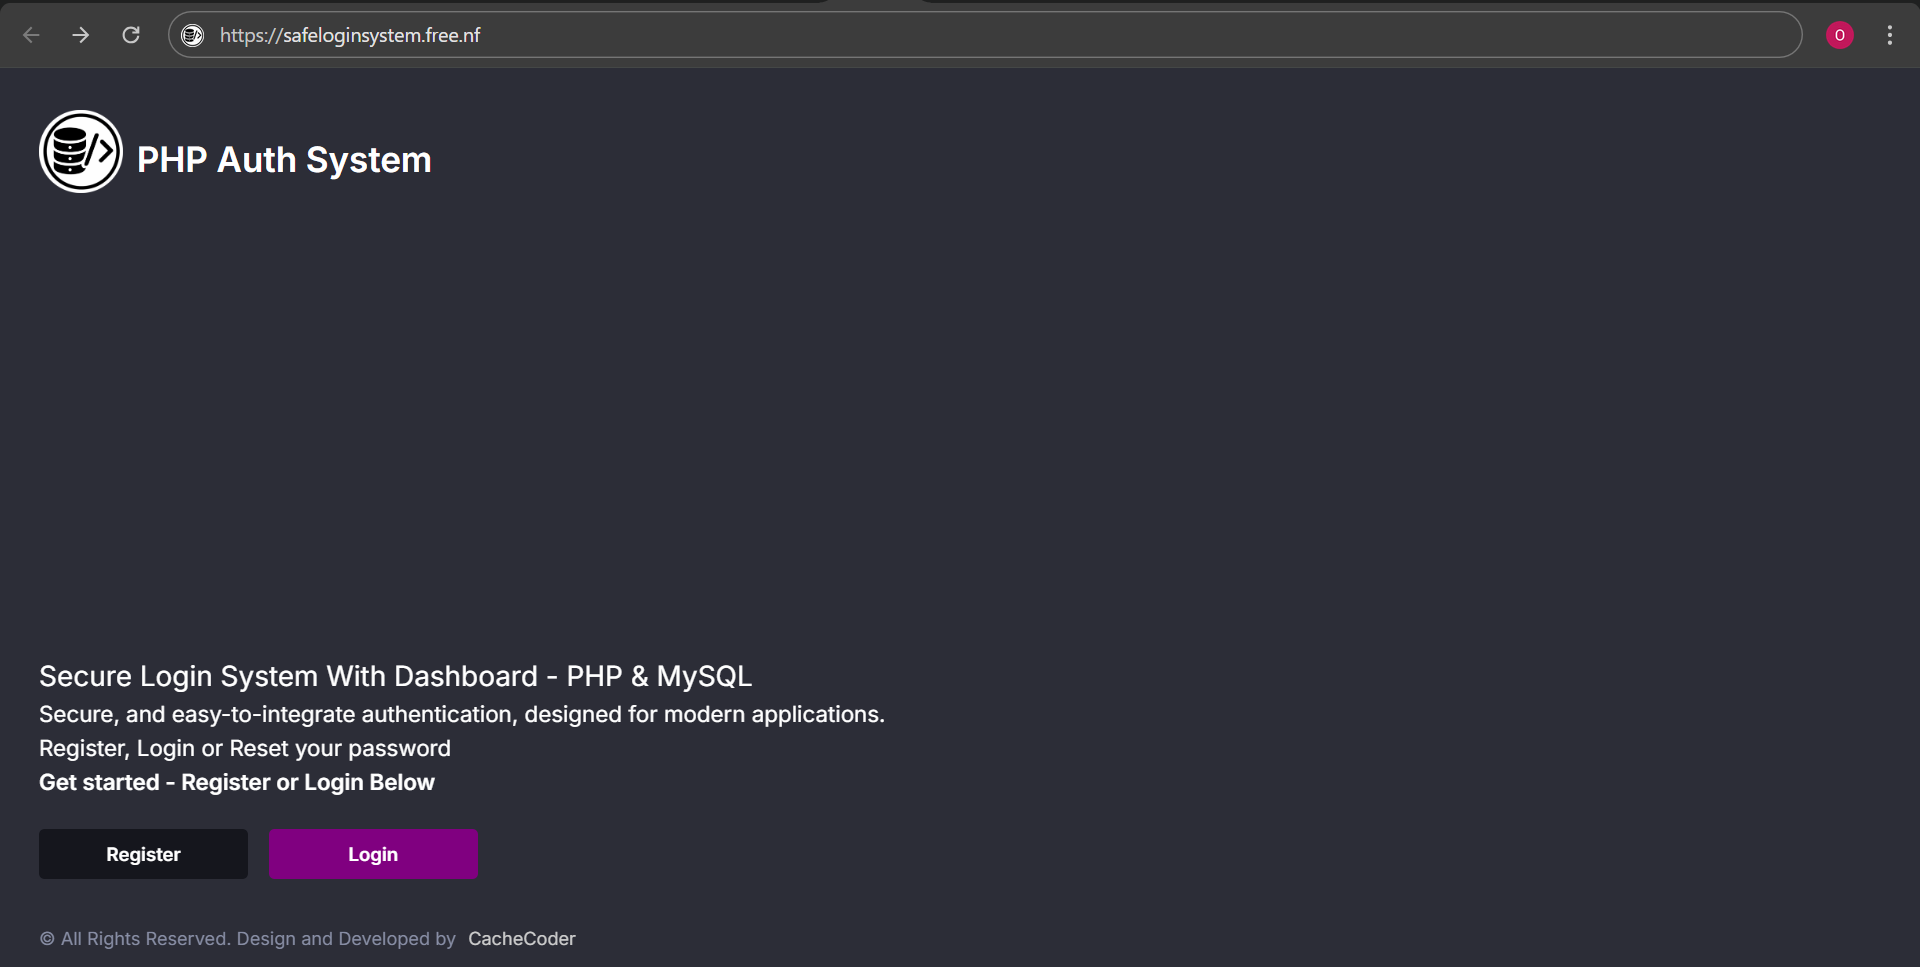 https://safeloginsystem.free.nf
O
PHP Auth System
Secure Login System With Dashboard - PHP & MySQL
Secure, and easy-to-integrate authentication, designed for modern applications.
Register, Login or Reset your password
Get started - Register or Login Below
Register Login
© All Rights Reserved. Design and Developed by CacheCoder